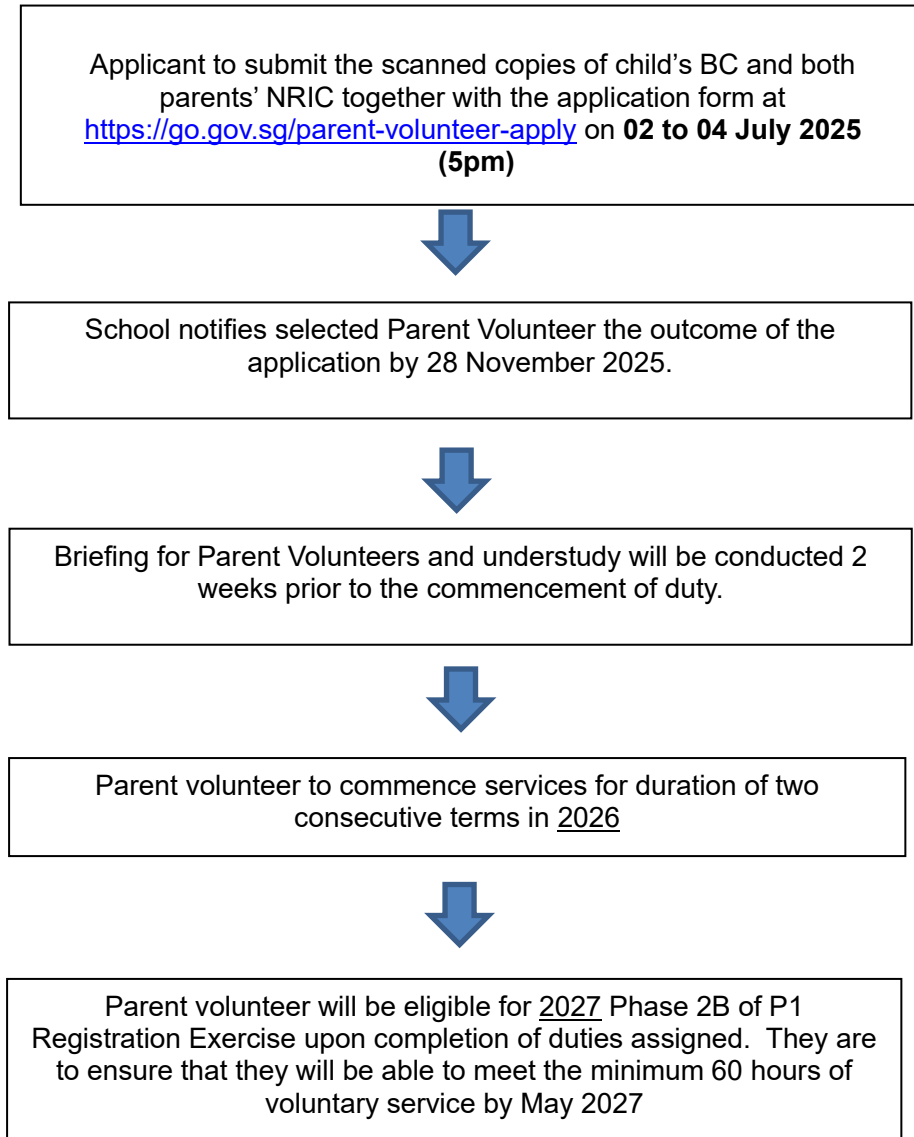 Applicant to submit the scanned copies of child’s BC and both
parents’ NRIC together with the application form at
https://go.gov.sg/parent-volunteer-apply on 02 to 04 July 2025
(5pm)
School notifies selected Parent Volunteer the outcome of the
application by 28 November 2025.
Briefing for Parent Volunteers and understudy will be conducted 2
weeks prior to the commencement of duty.
Parent volunteer to commence services for duration of two
consecutive terms in 2026
Parent volunteer will be eligible for 2027 Phase 2B of P1
Registration Exercise upon completion of duties assigned.  They are
to ensure that they will be able to meet the minimum 60 hours of
voluntary service by May 2027